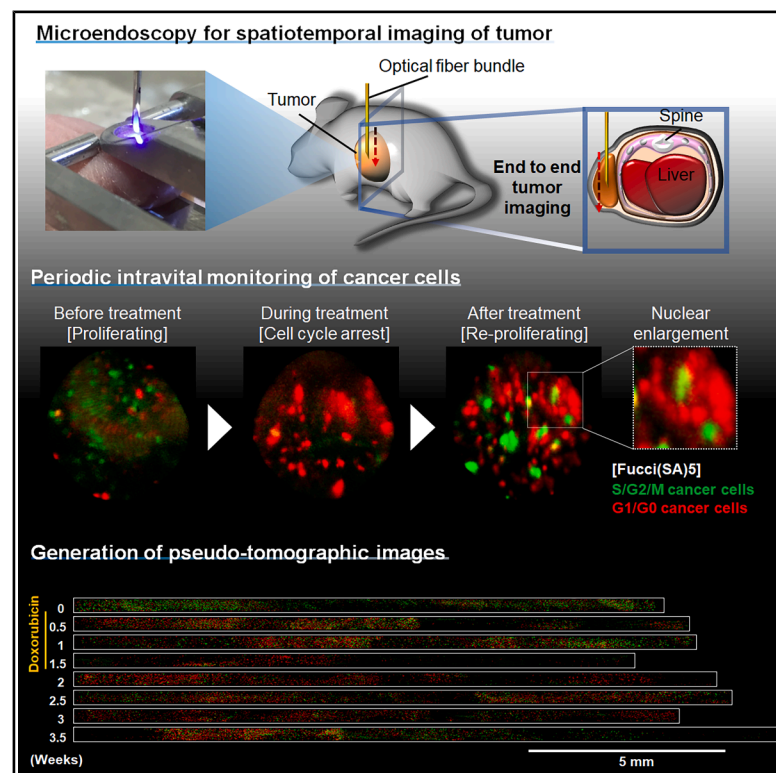 Microendoscopy for spatiotemporal imaging of tumor
Optical fiber bundle
Tumor
Spine
Liver
End to end
tumor
imaging
Periodic intravital monitoring of cancer cells
Before treatment
[Proliferating]
During treatment
[Cell cycle arrest]
After treatment
[Re-proliferating]
Nuclear
enlargement
[Fucci(SA)5]
S/G2/M cancer cells
G1/G0 cancer cells
Generation of pseudo-tomographic images
Doxorubicin
0
0.5
1
1.5
2
2.5
3
3.5
(Weeks)
5 mm